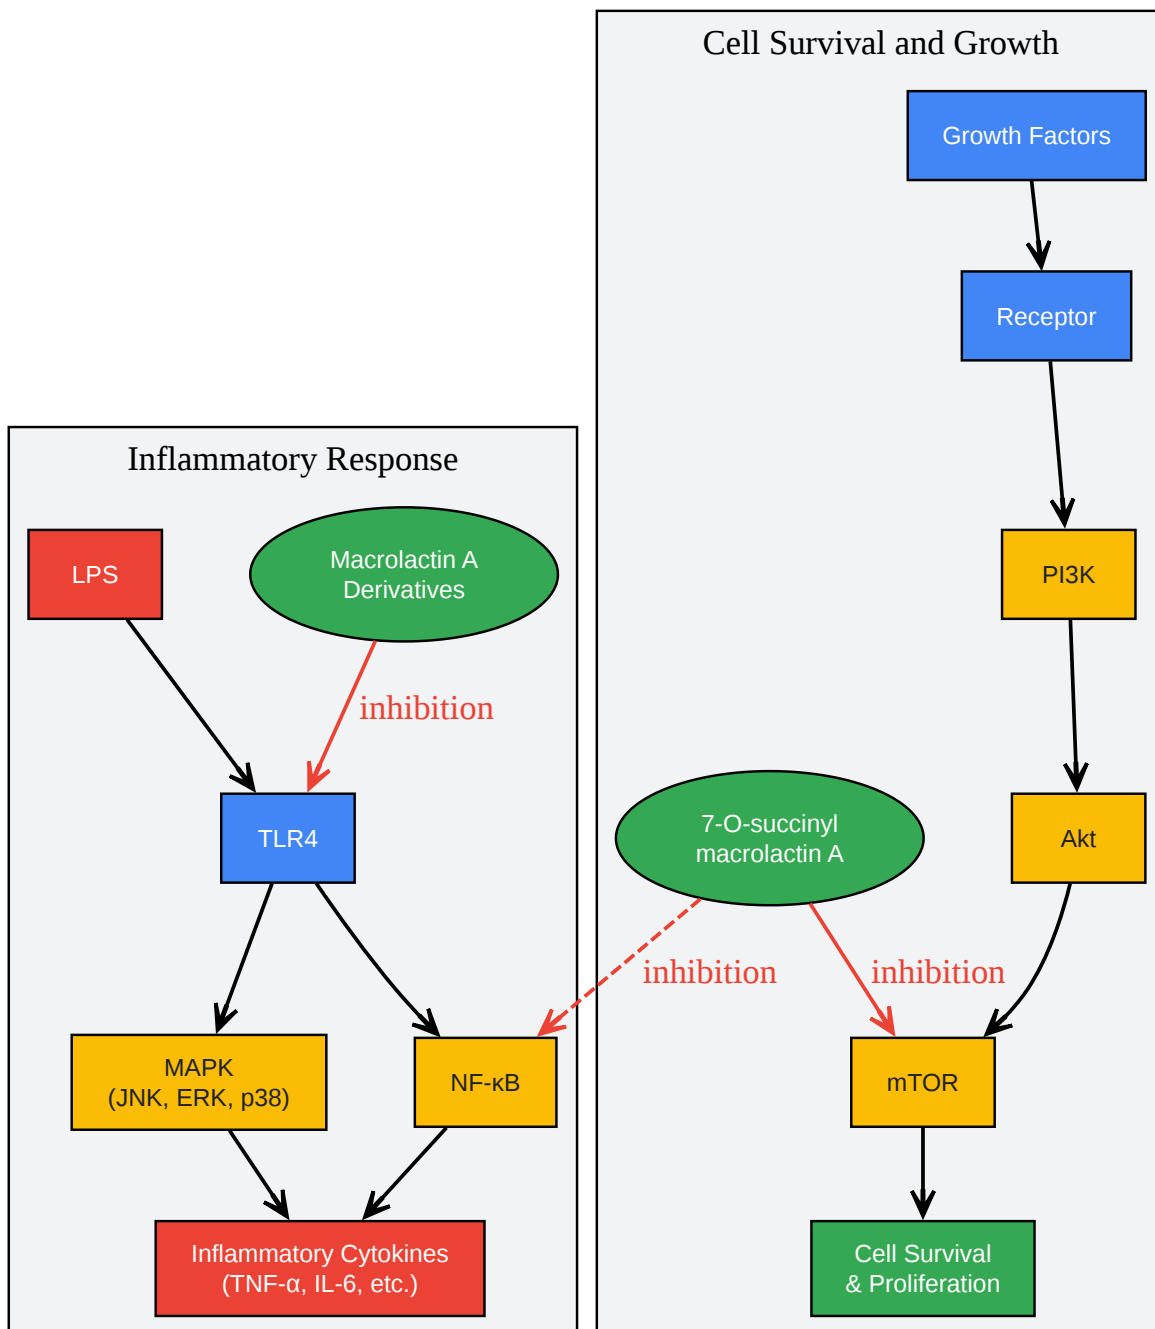 Cell Survival and Growth
Growth Factors
Receptor
Inflammatory Response
LPS
Macrolactin A
Derivatives
PI3K
inhibition
TLR4
7-O-succinyl
macrolactin A
Akt
inhibition
inhibition
MAPK
(JNK, ERK, p38)
NF-κB
mTOR
Inflammatory Cytokines
(TNF-α, IL-6, etc.)
Cell Survival
& Proliferation